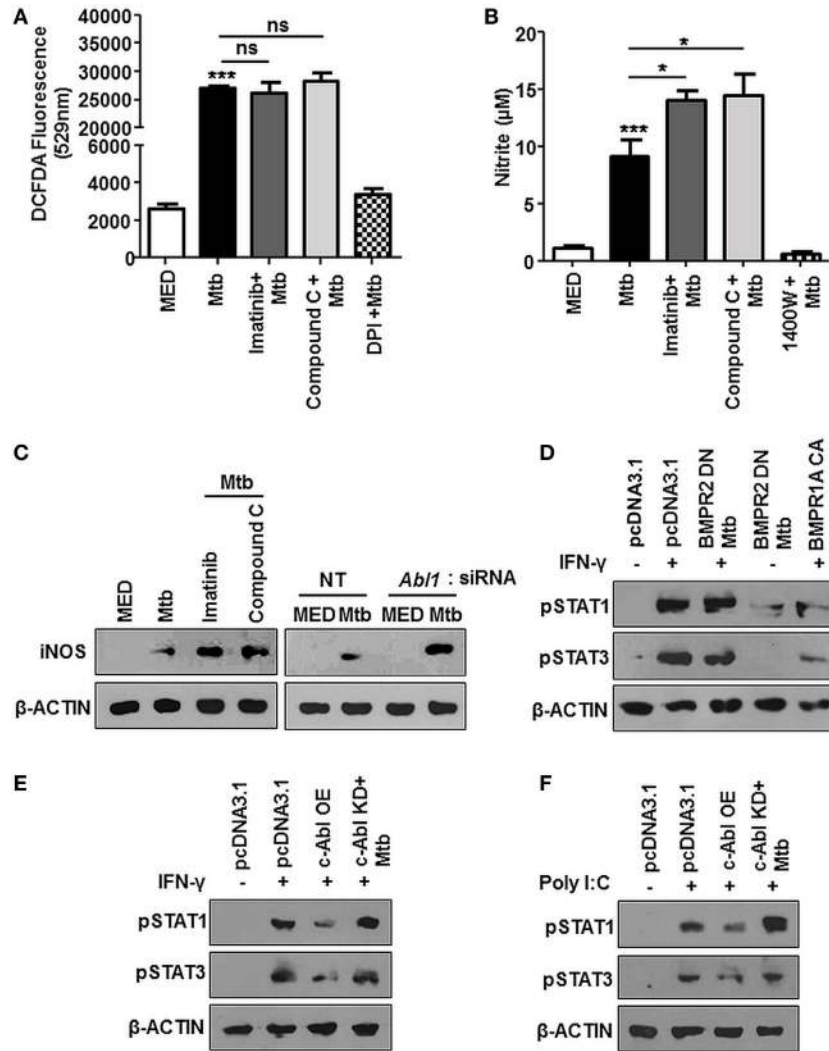 A
DCFDA Fluorescence
(529nm)
40000
35000
30000
25000
20000
6000
4000
2000
0
ns
ns
***
MED
Mtb
Imatinib+
Mtb
Compound C +
Mtb
DPI +Mtb
B
Nitrite (μM)
20
15
10
5
0
*
*
***
MED
Mtb
Imatinib+
Mtb
Compound C +
Mtb
1400W +
Mtb
C
Mtb
MED
Mtb
Imatinib
Compound C
NT
Abl1 : siRNA
MED Mtb MED Mtb
iNOS
β-ACTIN
D
pcDNA3.1
pcDNA3.1
BMPR2 DN
Mtb
BMPR2 DN
Mtb
BMPR1A CA
IFN-γ - + + - +
pSTAT1
pSTAT3
β-ACTIN
E
pcDNA3.1
pcDNA3.1
c-Abl OE
c-Abl KD+
Mtb
IFN-γ - + + +
pSTAT1
pSTAT3
β-ACTIN
F
pcDNA3.1
pcDNA3.1
c-Abl OE
c-Abl KD+
Mtb
Poly I:C - + + +
pSTAT1
pSTAT3
β-ACTIN